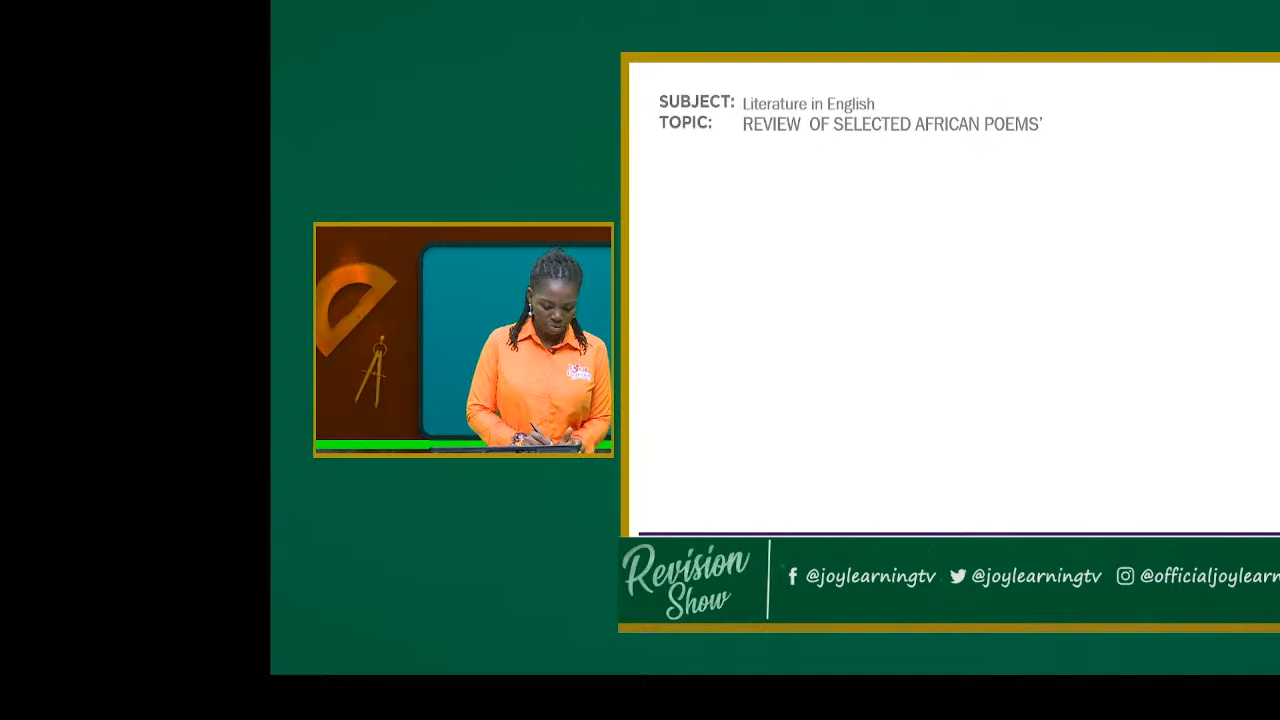 SUBJECT: Literature in English
TOPIC: REVIEW OF SELECTED AFRICAN POEMS'
Revision
Show
@joylearningtv @joylearningtv @officialjoylearn